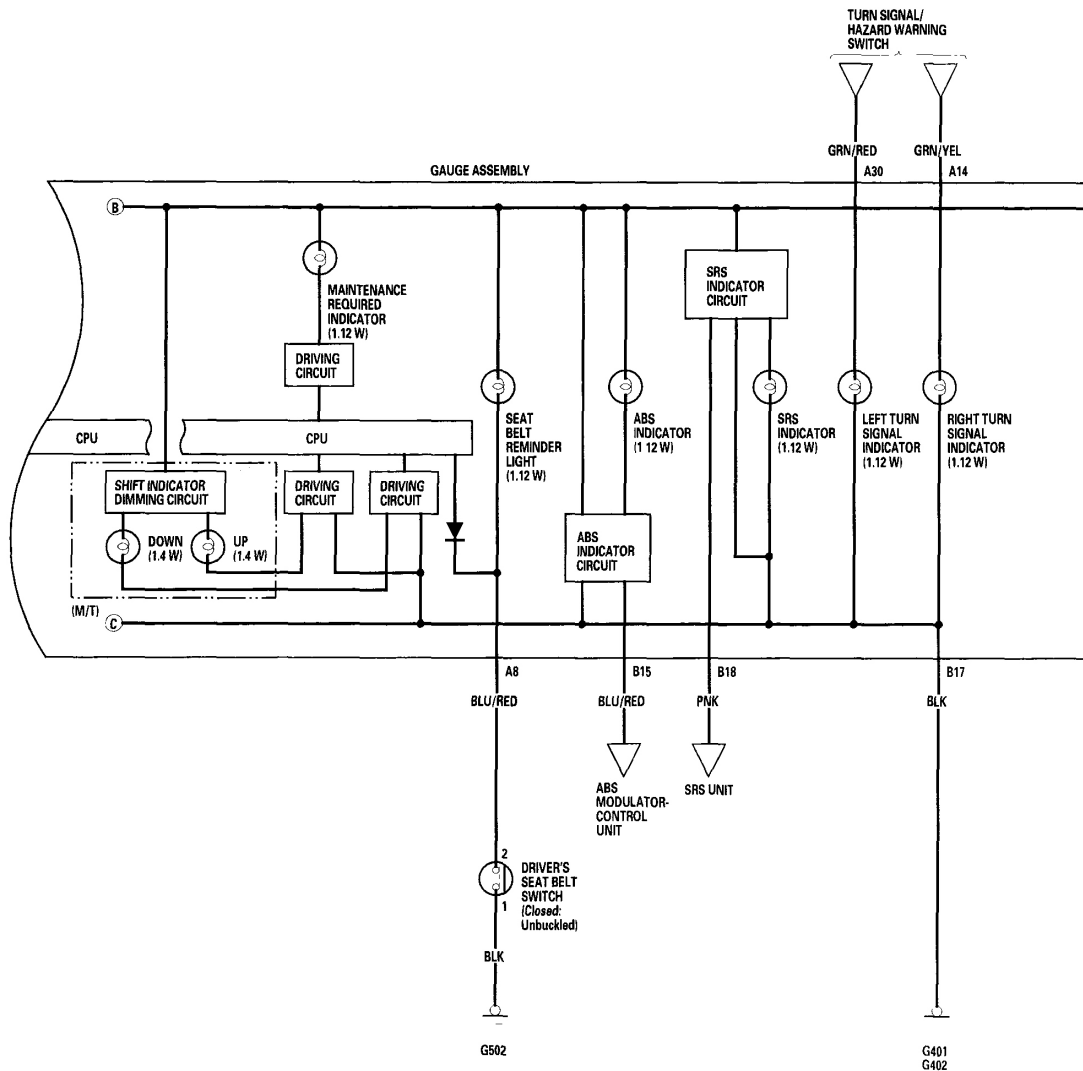 TURN SIGNAL/
HAZARD WARNING
SWITCH
GRN/RED
GRN/YEL
GAUGE ASSEMBLY
A30
A14
B
MAINTENANCE
REQUIRED
INDICATOR
(1.12 W)
SRS
INDICATOR
CIRCUIT
DRIVING
CIRCUIT
CPU
CPU
SEAT
BELT
REMINDER
LIGHT
(1.12 W)
ABS
INDICATOR
(1 12 W)
SRS
INDICATOR
(1.12 W)
LEFT TURN
SIGNAL
INDICATOR
(1.12 W)
RIGHT TURN
SIGNAL
INDICATOR
(1.12 W)
SHIFT INDICATOR
DIMMING CIRCUIT
DRIVING
CIRCUIT
DRIVING
CIRCUIT
DOWN
(1.4 W)
UP
(1.4 W)
ABS
INDICATOR
CIRCUIT
(M/T)
C
A8
B15
B18
B17
BLU/RED
BLU/RED
PNK
BLK
ABS
MODULATOR-
CONTROL
UNIT
SRS UNIT
2
1
DRIVER'S
SEAT BELT
SWITCH
(Closed:
Unbuckled)
BLK
G502
G401
G402